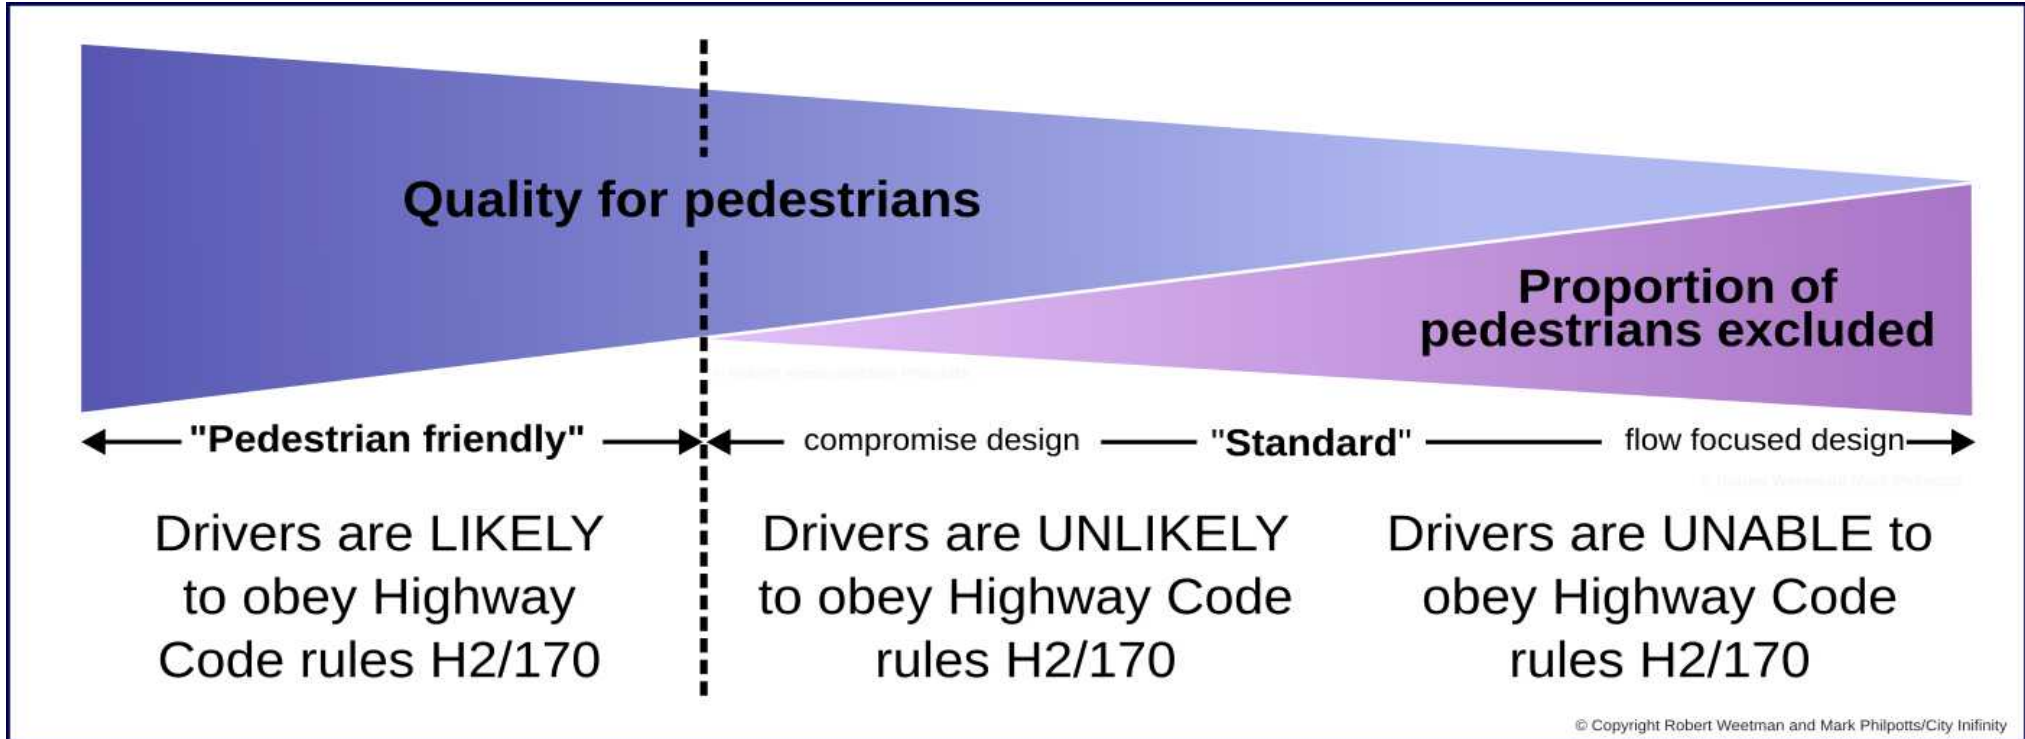 Quality for pedestrians
Proportion of
pedestrians excluded
"Pedestrian friendly"
compromise design
"Standard"
flow focused design
Drivers are LIKELY
to obey Highway
Code rules H2/170
Drivers are UNLIKELY
to obey Highway Code
rules H2/170
Drivers are UNABLE to
obey Highway Code
rules H2/170
© Copyright Robert Weetman and Mark Philpotts/City Inifinity